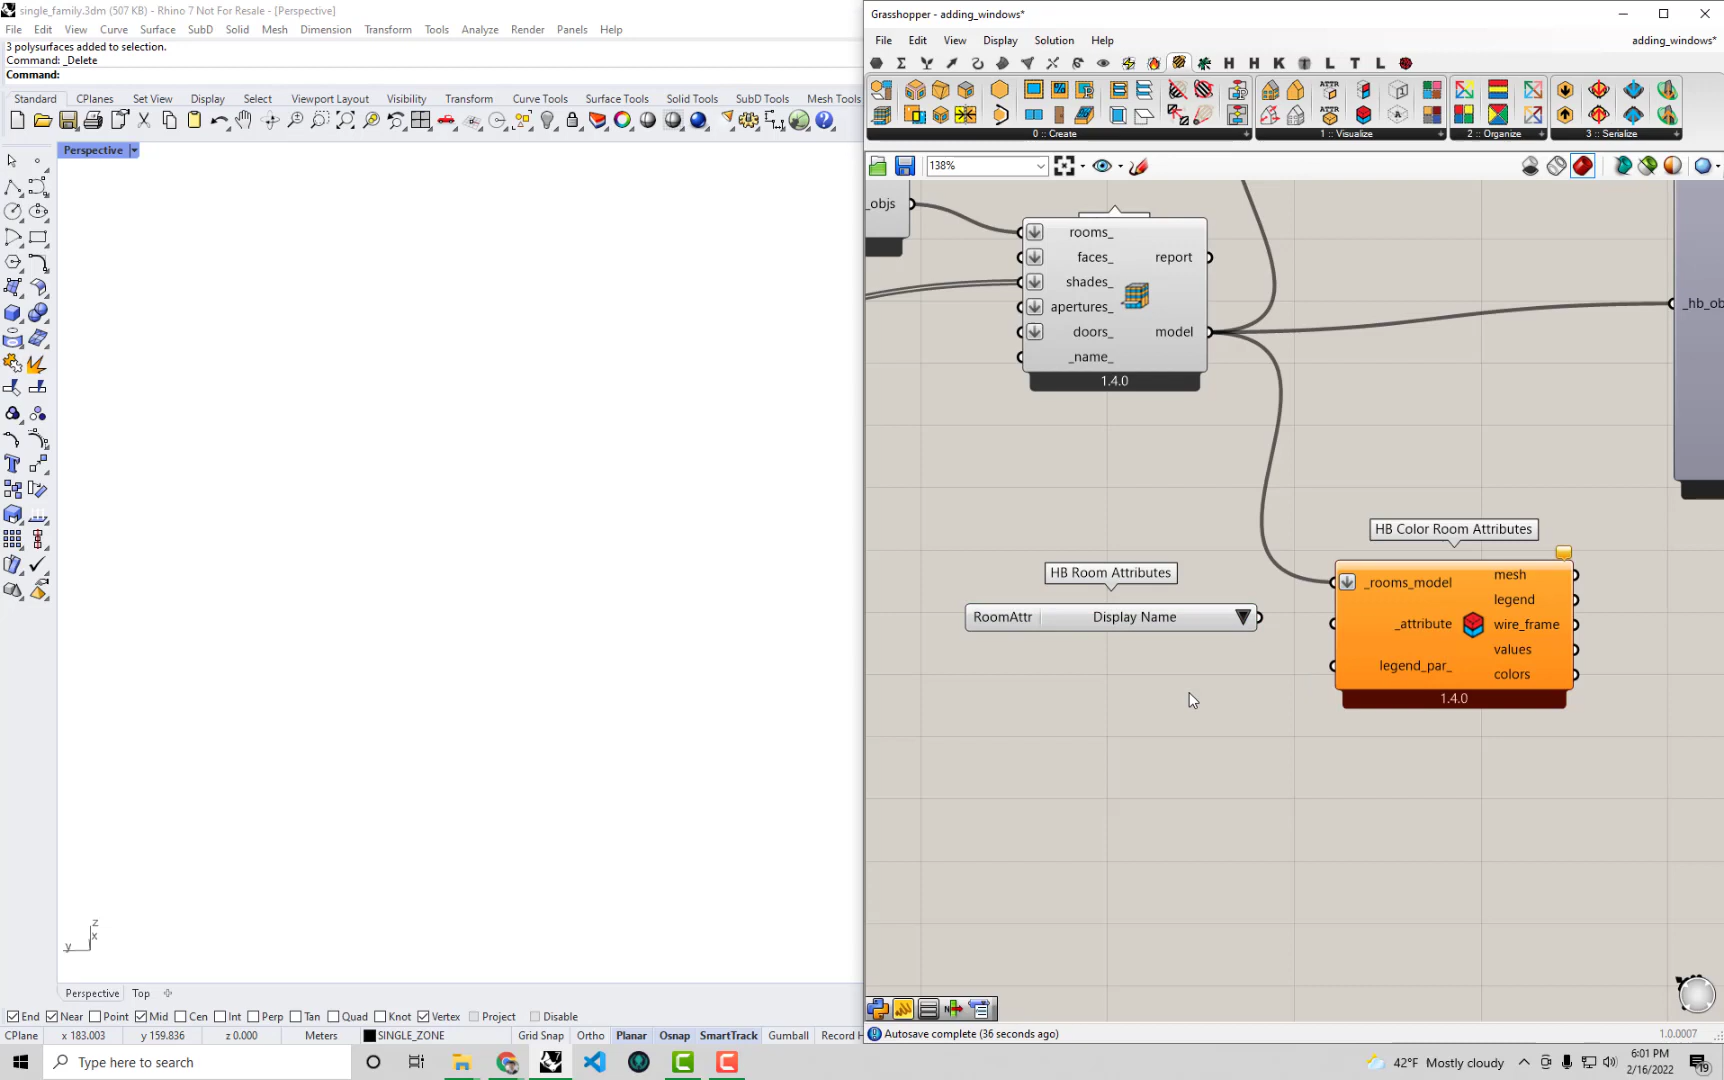 single_family.3dm (507 KB) - Rhino 7 Not For Resale - [Perspective]
File Edit View Curve Surface SubD Solid Mesh Dimension Transform Tools Analyze Render Panels Help
3 polysurfaces added to selection.
Command: _Delete
Command:
Standard CPlanes Set View Display Select Viewport Layout Visibility Transform Curve Tools Surface Tools Solid Tools SubD Tools Mesh Tools
Perspective
z
x
y
Perspective Top
End Near Point Mid Cen Int Perp Tan Quad Knot Vertex Project Disable
CPlane x 183.003 y 159.836 z 0.000 Meters SINGLE_ZONE Grid Snap Ortho Planar Osnap SmartTrack Gumball Record H
Grasshopper - adding_windows*
File Edit View Display Solution Help
adding_windows*
H H K L T L
ATTR
ATTR
0 :: Create 1 :: Visualize 2 :: Organize 3 :: Serialize
138%
_objs
rooms_
faces_
shades_
apertures_
doors_
_name_
report
model
1.4.0
_hb_ob
HB Room Attributes
RoomAttr Display Name
HB Color Room Attributes
_rooms_model
_attribute
legend_par_
mesh
legend
wire_frame
values
colors
1.4.0
Autosave complete (36 seconds ago)
1.0.0007
Type here to search
42°F Mostly cloudy
6:01 PM
2/16/2022
19